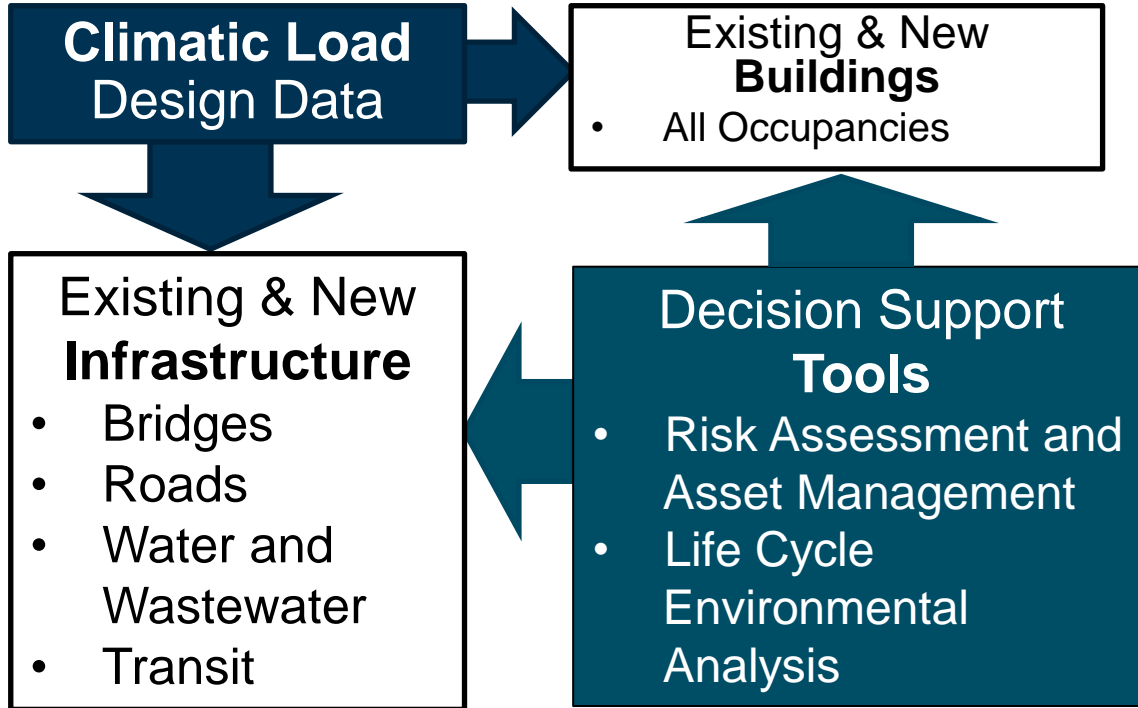 Climatic Load
Design Data
Existing & New
Buildings
• All Occupancies
Existing & New
Infrastructure
• Bridges
• Roads
• Water and
Wastewater
• Transit
Decision Support
Tools
• Risk Assessment and
Asset Management
• Life Cycle
Environmental
Analysis